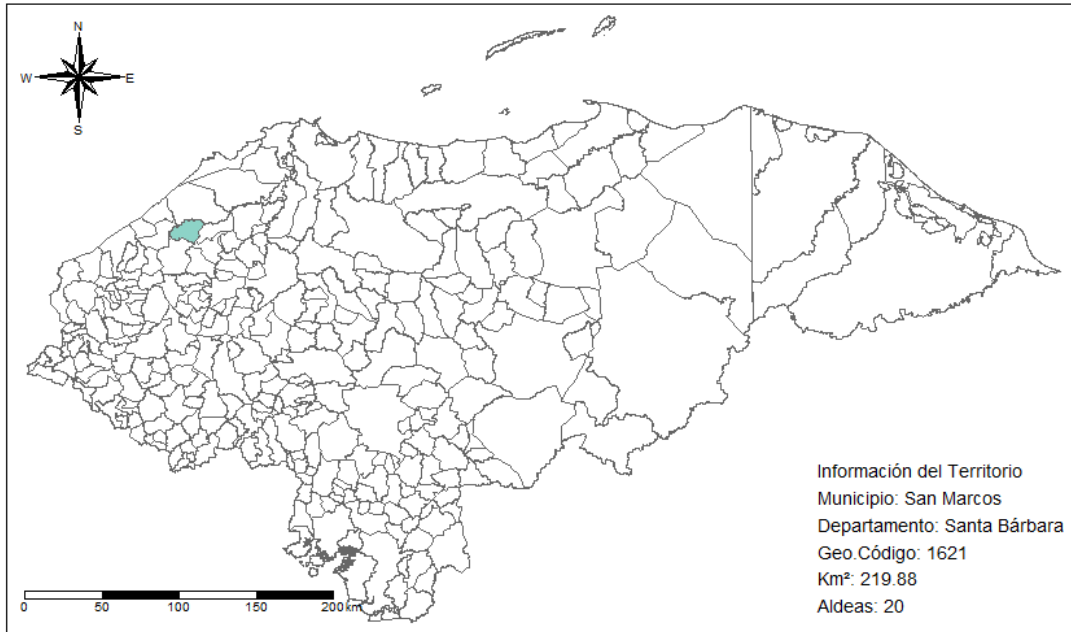 N
W E
S
Información del Territorio
Municipio: San Marcos
Departamento: Santa Bárbara
Geo.Código: 1621
Km²: 219.88
Aldeas: 20
0 50 100 150 200 km